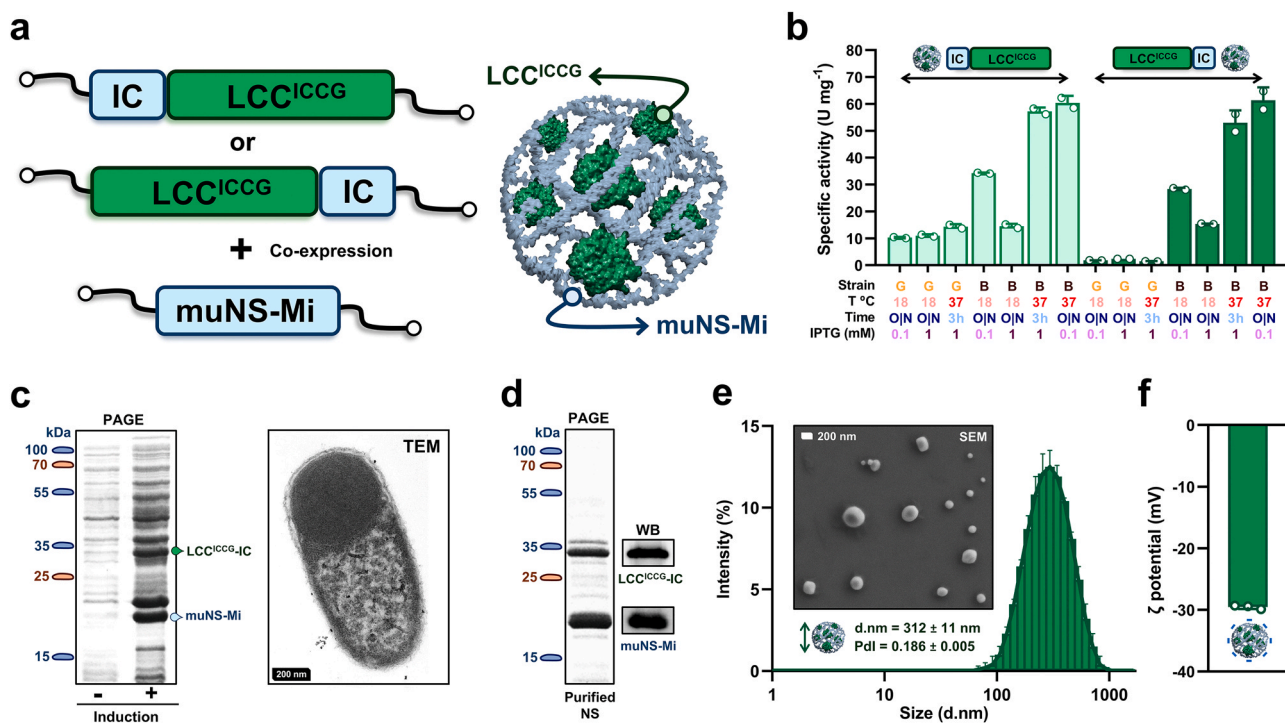 a
IC LCC^ICCG
or
LCC^ICCG IC
+ Co-expression
muNS-Mi
LCC^ICCG
muNS-Mi
b
IC LCC^ICCG
LCC^ICCG IC
Specific activity (U mg⁻¹)
80
70
60
50
40
30
20
10
0
Strain G G G B B B B G G G B B B B
T ºC 18 18 37 18 18 37 37 18 18 37 18 18 37 37
Time O|N O|N 3h O|N O|N 3h O|N O|N O|N 3h O|N O|N 3h O|N
IPTG (mM) 0.1 1 1 0.1 1 1 0.1 0.1 1 1 0.1 1 1 0.1
c
PAGE
kDa
100
70
55
35
25
15
LCC^ICCG-IC
muNS-Mi
- +
Induction
TEM
200 nm
d
PAGE
kDa
100
70
55
35
25
15
WB
LCC^ICCG-IC
muNS-Mi
Purified
NS
e
Intensity (%)
15
10
5
0
200 nm
SEM
d.nm = 312 ± 11 nm
PdI = 0.186 ± 0.005
1 10 100 1000
Size (d.nm)
f
ζ potential (mV)
0
-10
-20
-30
-40